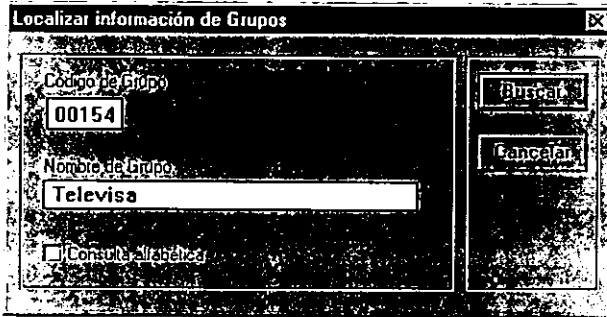 Localizar información de Grupos
Código de Grupo
00154
Buscar
Nombre de Grupo
Cancelar
Televisa
Consulta alfabética